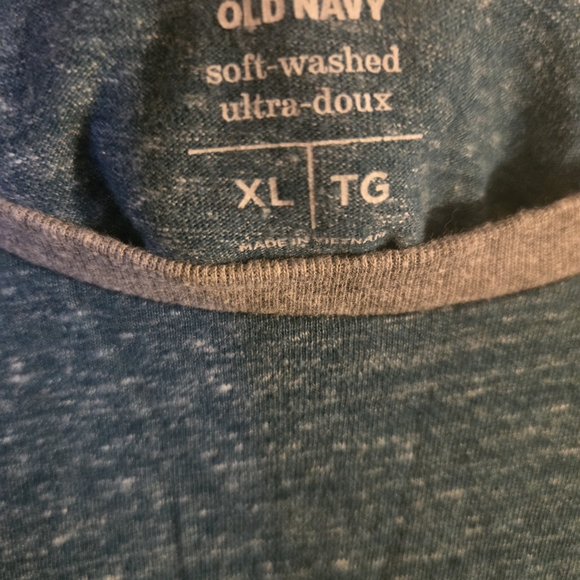 OLD NAVY
soft-washed
ultra-doux
XL TG
MADE IN VIETNAM